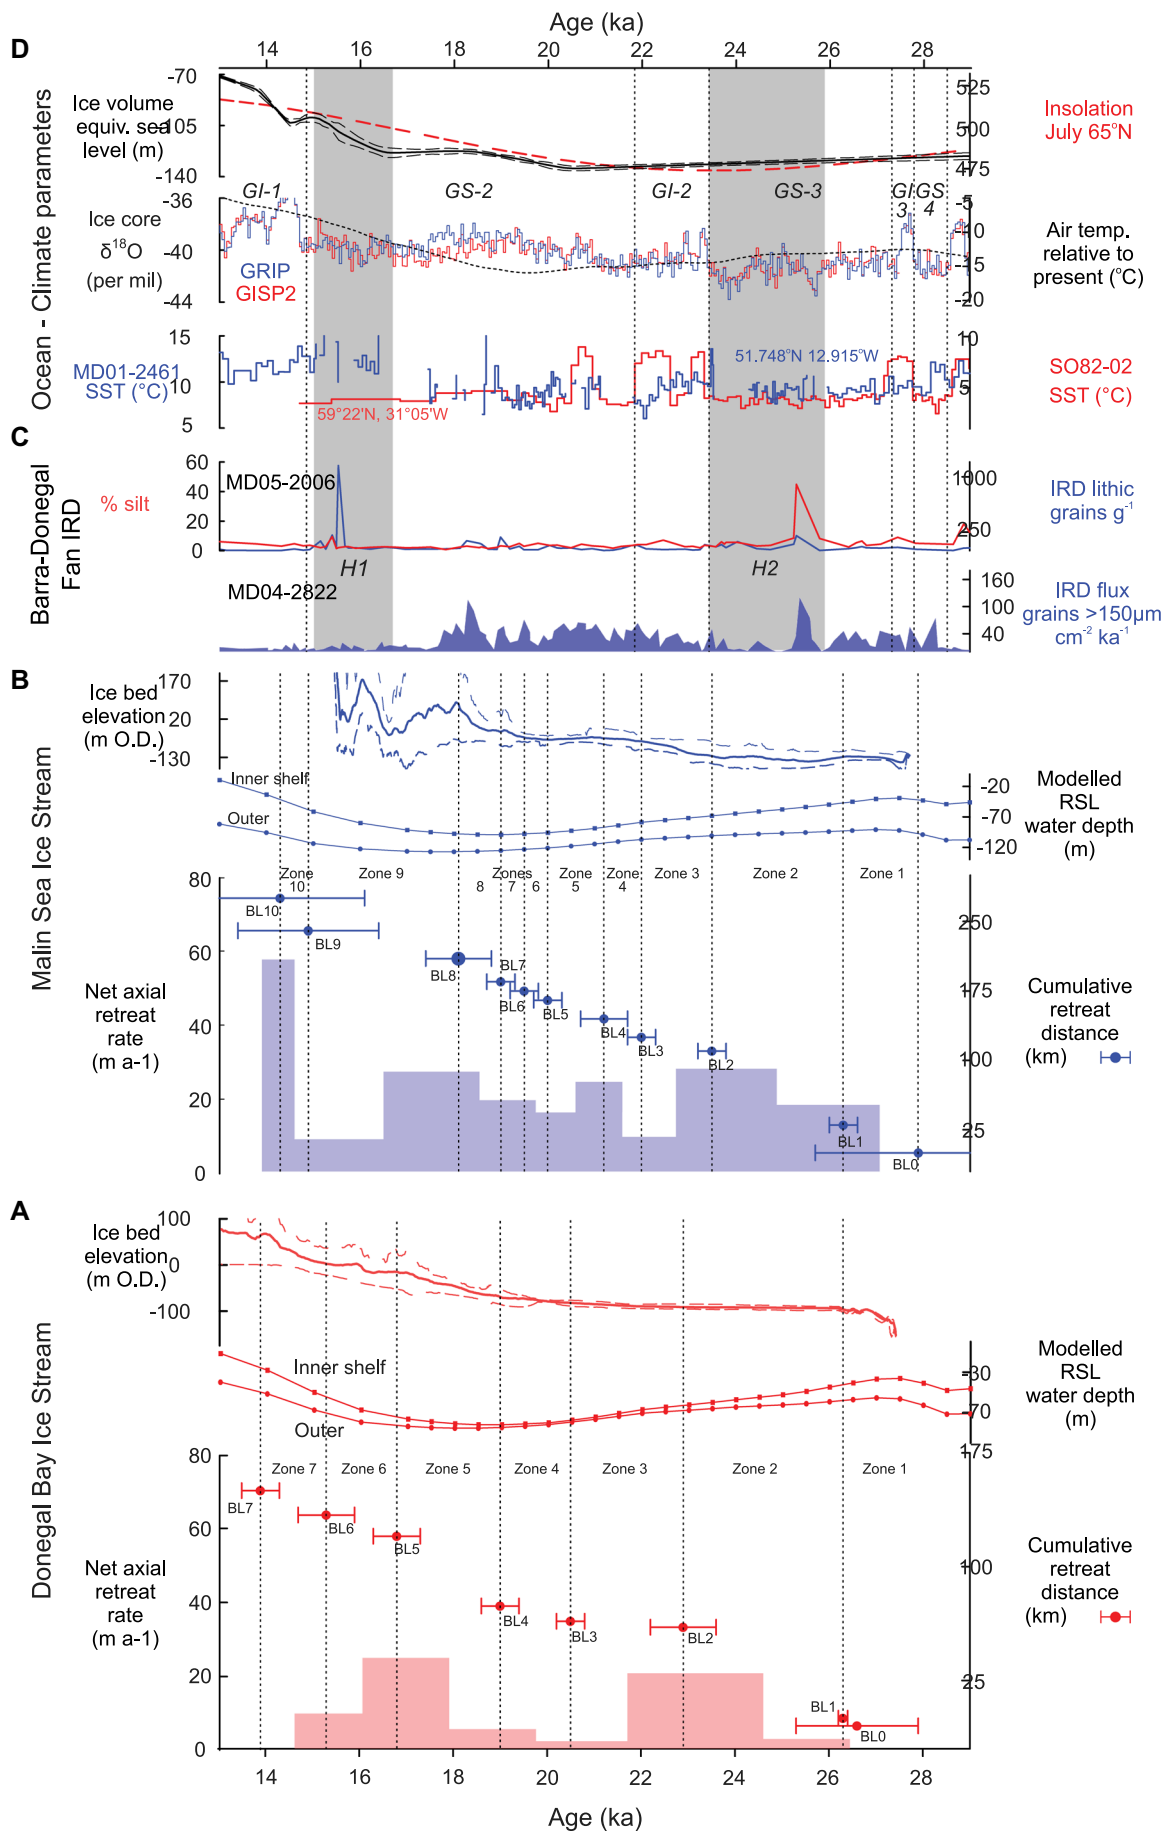 Age (ka)
D
14 16 18 20 22 24 26 28
Ocean - Climate parameters
Ice volume
equiv. sea
level (m)
-70
-105
-140
525
500
475
Insolation
July 65°N
GI-1
GS-2
GI-2
GS-3
GI
3
GS
4
Ice core
δ18O
(per mil)
-36
-40
-44
GRIP
GISP2
-5
-10
-15
-20
Air temp.
relative to
present (°C)
MD01-2461
SST (°C)
15
10
5
59°22'N, 31°05'W
51.748°N 12.915°W
10
5
SO82-02
SST (°C)
C
Barra-Donegal
Fan IRD
% silt
60
40
20
0
MD05-2006
1000
250
IRD lithic
grains g-1
H1
H2
MD04-2822
160
100
40
IRD flux
grains >150µm
cm-2 ka-1
B
Malin Sea Ice Stream
Ice bed
elevation
(m O.D.)
170
20
-130
Inner shelf
Outer
-20
-70
-120
Modelled
RSL
water depth
(m)
Zone
10
Zone 9
8
Zones
7
6
Zone
5
Zone
4
Zone 3
Zone 2
Zone 1
80
60
40
20
0
Net axial
retreat
rate
(m a-1)
BL10
BL9
BL8
BL7
BL6
BL5
BL4
BL3
BL2
BL1
BL0
250
175
100
25
Cumulative
retreat
distance
(km)
A
Donegal Bay Ice Stream
Ice bed
elevation
(m O.D.)
100
0
-100
Inner shelf
Outer
-30
-70
Modelled
RSL
water depth
(m)
Zone 7
Zone 6
Zone 5
Zone 4
Zone 3
Zone 2
Zone 1
80
60
40
20
0
Net axial
retreat
rate
(m a-1)
BL7
BL6
BL5
BL4
BL3
BL2
BL1
BL0
175
100
25
Cumulative
retreat
distance
(km)
14 16 18 20 22 24 26 28
Age (ka)